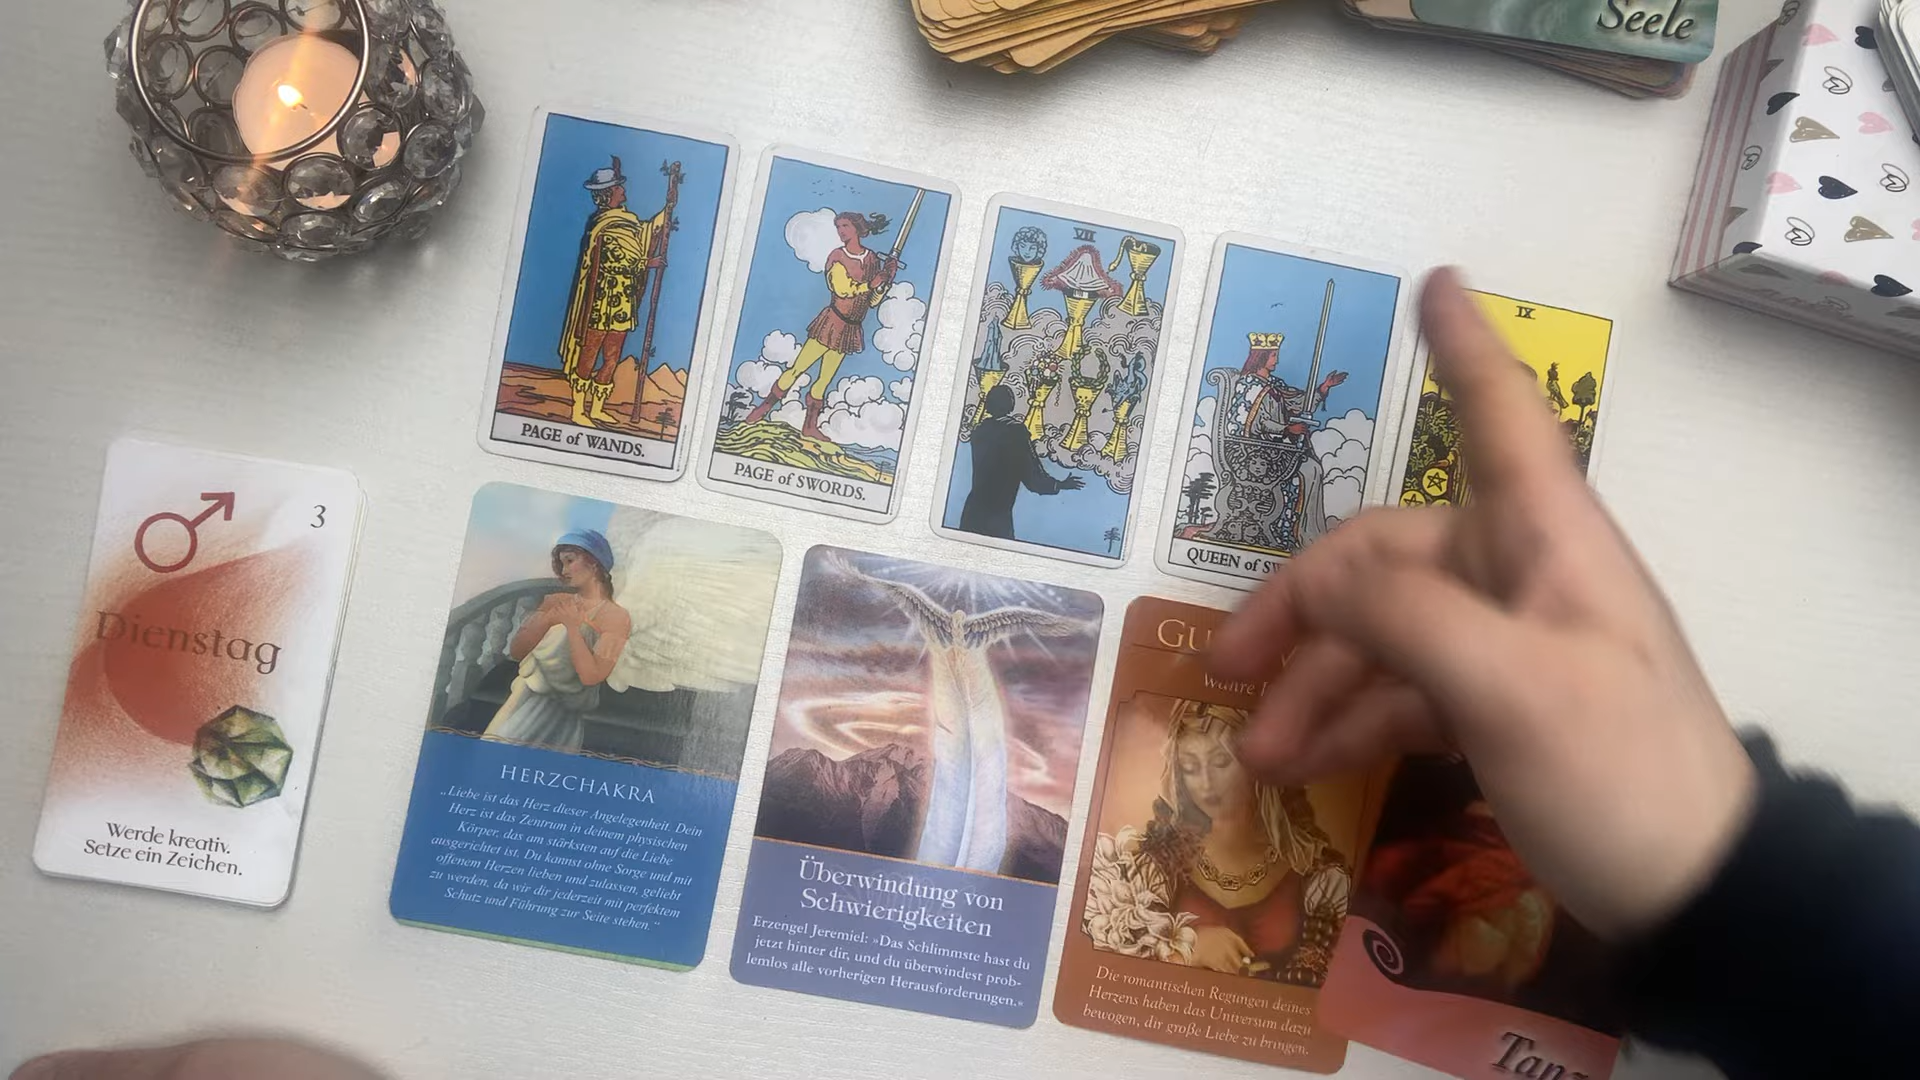 Seele
PAGE of WANDS.
PAGE of SWORDS.
VII
QUEEN of
IX
3
Dienstag
Werde kreativ.
Setze ein Zeichen.
HERZCHAKRA
„Liebe ist das Herz dieser Angelegenheit. Dein
Herz ist das Zentrum in deinem physischen
Körper, das am stärksten auf die Liebe
ausgerichtet ist. Du kannst ohne Sorge und mit
offenem Herzen lieben und zulassen, geliebt
zu werden, da wir dir jederzeit mit perfektem
Schutz und Führung zur Seite stehen.“
Überwindung von
Schwierigkeiten
Erzengel Jeremiel: »Das Schlimmste hast du
jetzt hinter dir, und du überwindest prob-
lemlos alle vorherigen Herausforderungen.«
Wahre
Die romantischen Regungen deines
Herzens haben das Universum dazu
bewogen, dir große Liebe zu bringen.